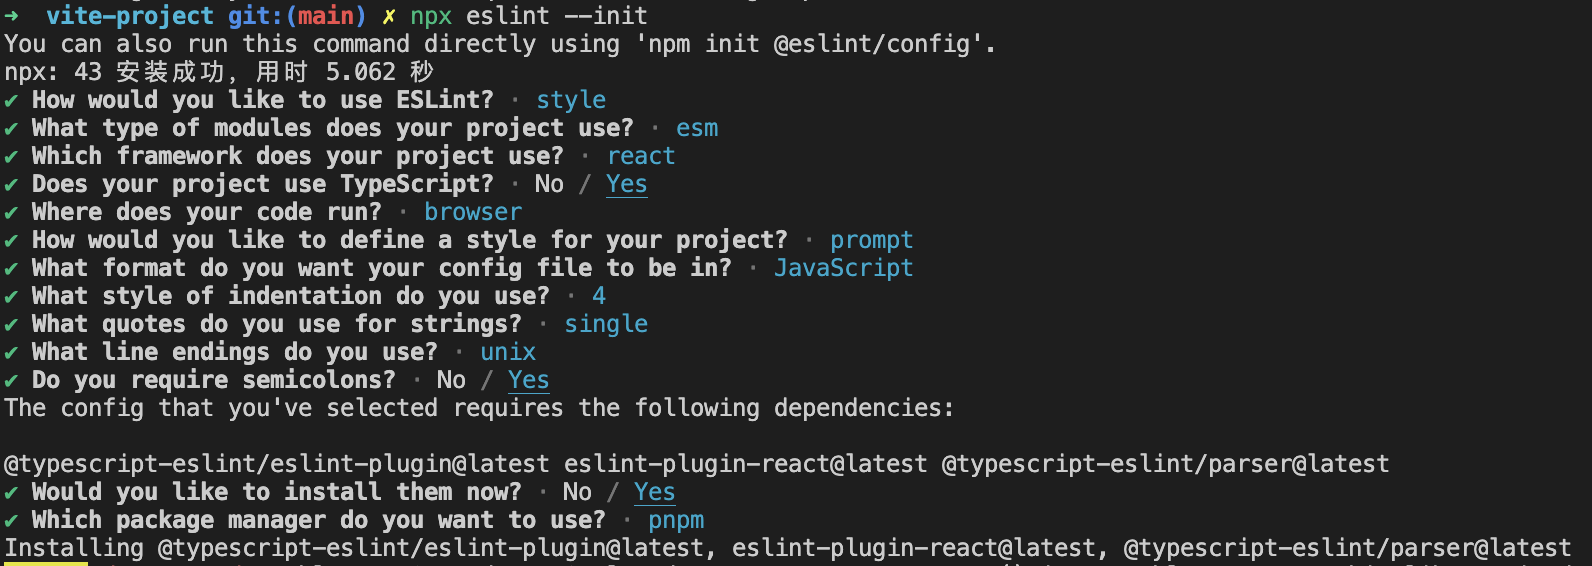 → vite-project git:(main) ✗ npx eslint --init
You can also run this command directly using 'npm init @eslint/config'.
npx: 43 安装成功，用时 5.062 秒
✔ How would you like to use ESLint? · style
✔ What type of modules does your project use? · esm
✔ Which framework does your project use? · react
✔ Does your project use TypeScript? · No / Yes
✔ Where does your code run? · browser
✔ How would you like to define a style for your project? · prompt
✔ What format do you want your config file to be in? · JavaScript
✔ What style of indentation do you use? · 4
✔ What quotes do you use for strings? · single
✔ What line endings do you use? · unix
✔ Do you require semicolons? · No / Yes
The config that you've selected requires the following dependencies:
@typescript-eslint/eslint-plugin@latest eslint-plugin-react@latest @typescript-eslint/parser@latest
✔ Would you like to install them now? · No / Yes
✔ Which package manager do you want to use? · pnpm
Installing @typescript-eslint/eslint-plugin@latest, eslint-plugin-react@latest, @typescript-eslint/parser@latest